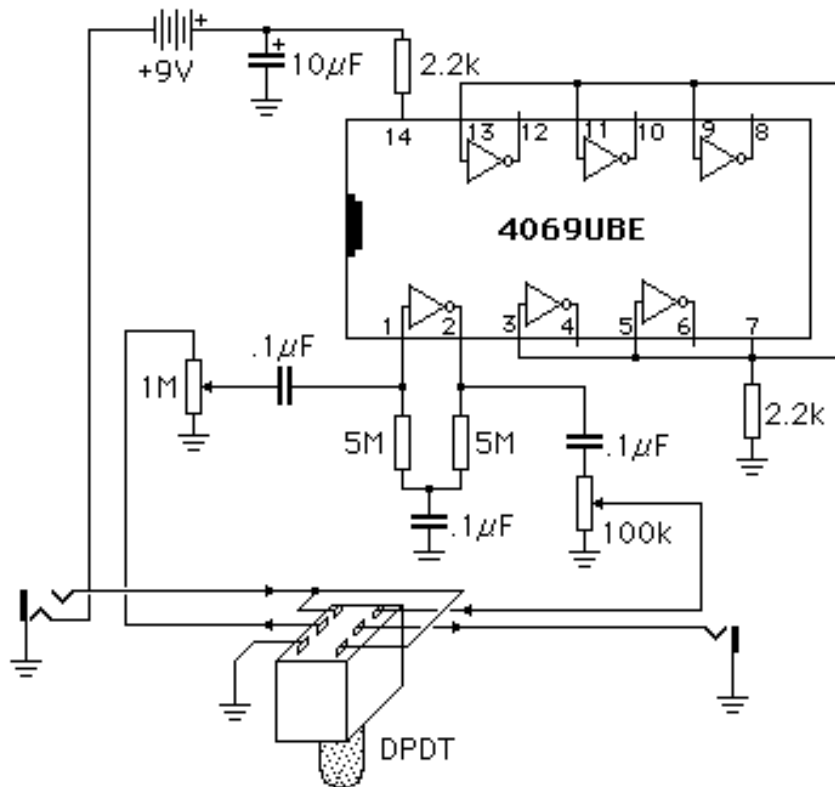 +
+9V
+
10µF
2.2k
14
13
12
11
10
9
8
4069UBE
1
2
3
4
5
6
7
.1µF
1M
5M
5M
.1µF
2.2k
.1µF
100k
DPDT